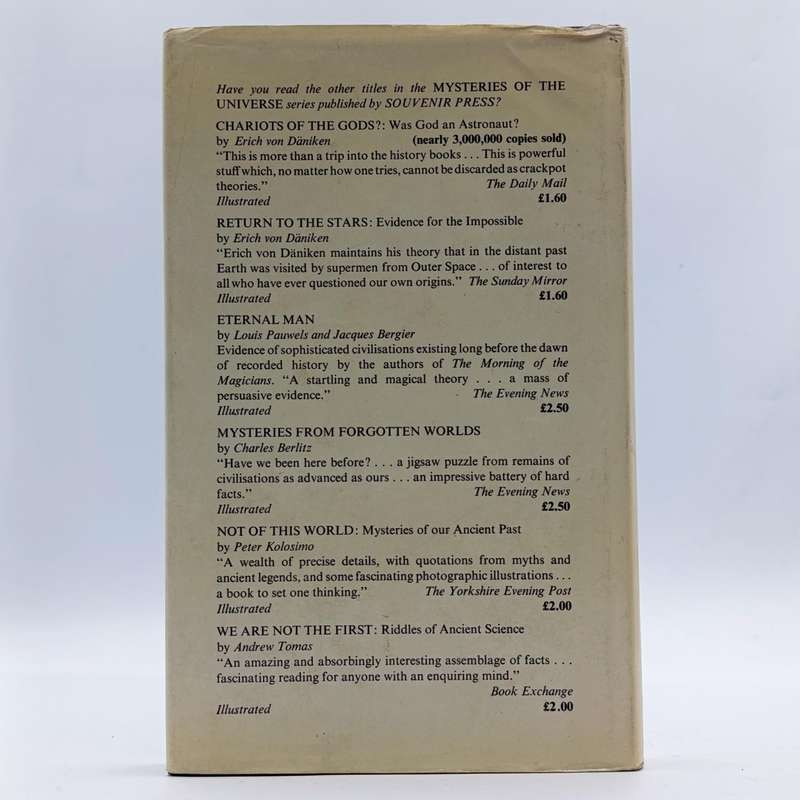 Have you read the other titles in the MYSTERIES OF THE
UNIVERSE series published by SOUVENIR PRESS?
CHARIOTS OF THE GODS?: Was God an Astronaut?
by Erich von Däniken (nearly 3,000,000 copies sold)
“This is more than a trip into the history books . . . This is powerful
stuff which, no matter how one tries, cannot be discarded as crackpot
theories.” The Daily Mail
Illustrated £1.60
RETURN TO THE STARS: Evidence for the Impossible
by Erich von Däniken
“Erich von Däniken maintains his theory that in the distant past
Earth was visited by supermen from Outer Space . . . of interest to
all who have ever questioned our own origins.” The Sunday Mirror
Illustrated £1.60
ETERNAL MAN
by Louis Pauwels and Jacques Bergier
Evidence of sophisticated civilisations existing long before the dawn
of recorded history by the authors of The Morning of the
Magicians. “A startling and magical theory . . . a mass of
persuasive evidence.” The Evening News
Illustrated £2.50
MYSTERIES FROM FORGOTTEN WORLDS
by Charles Berlitz
“Have we been here before? . . . a jigsaw puzzle from remains of
civilisations as advanced as ours . . . an impressive battery of hard
facts.” The Evening News
Illustrated £2.50
NOT OF THIS WORLD: Mysteries of our Ancient Past
by Peter Kolosimo
“A wealth of precise details, with quotations from myths and
ancient legends, and some fascinating photographic illustrations . . .
a book to set one thinking.” The Yorkshire Evening Post
Illustrated £2.00
WE ARE NOT THE FIRST: Riddles of Ancient Science
by Andrew Tomas
“An amazing and absorbingly interesting assemblage of facts . . .
fascinating reading for anyone with an enquiring mind.”
Book Exchange
Illustrated £2.00